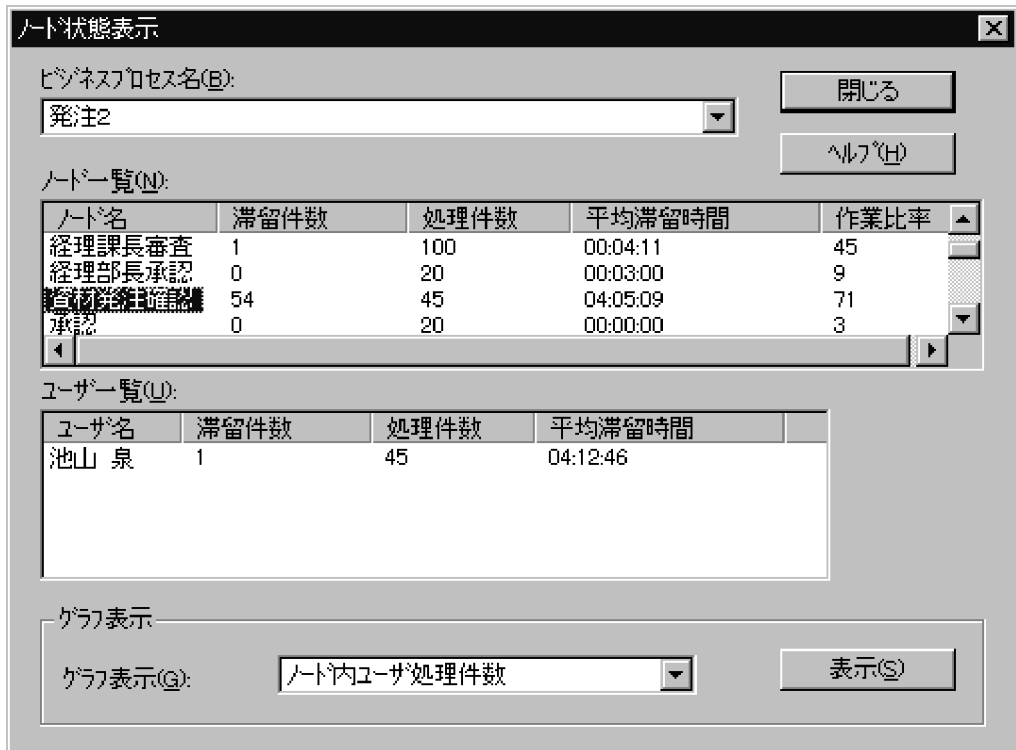 ノード状態表示
ビジネスプロセス名(B):
発注2
閉じる
ヘルプ(H)
ノード一覧(N):
ノード名 滞留件数 処理件数 平均滞留時間 作業比率
経理課長審査 1 100 00:04:11 45
経理部長承認 0 20 00:03:00 9
資材発注確認 54 45 04:05:09 71
承認 0 20 00:00:00 3
ユーザ一覧(U):
ユーザ名 滞留件数 処理件数 平均滞留時間
池山 泉 1 45 04:12:46
グラフ表示
グラフ表示(G):
ノード内ユーザ処理件数
表示(S)